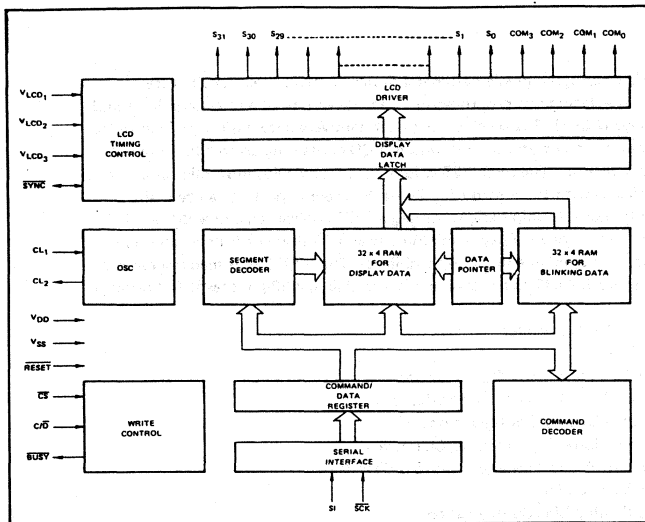 S31 S30 S29 S1 S0 COM3 COM2 COM1 COM0
LCD
DRIVER
DISPLAY
DATA
LATCH
VLCD1
VLCD2
VLCD3
SYNC
LCD
TIMING
CONTROL
CL1
CL2
OSC
SEGMENT
DECODER
32 x 4 RAM
FOR
DISPLAY DATA
DATA
POINTER
32 x 4 RAM
FOR
BLINKING DATA
VDD
VSS
RESET
CS
C/D
BUSY
WRITE
CONTROL
COMMAND/
DATA
REGISTER
SERIAL
INTERFACE
COMMAND
DECODER
SI SCK